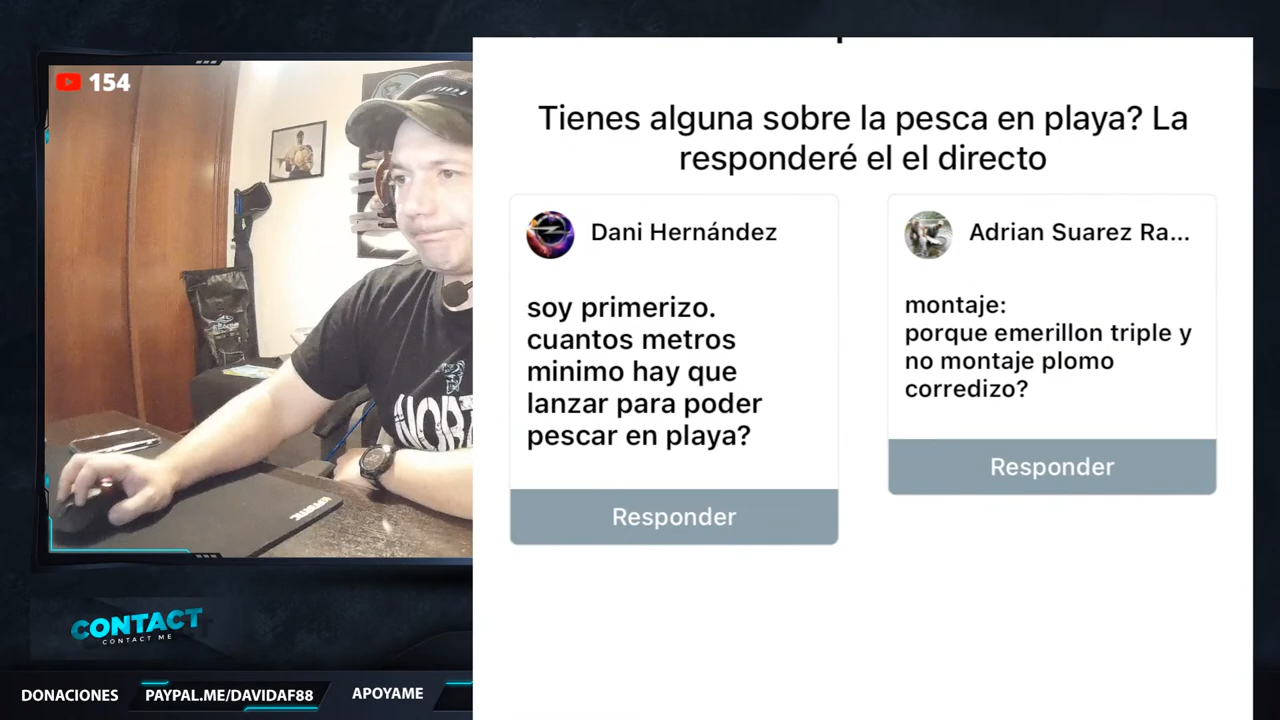 154
Tienes alguna sobre la pesca en playa? La
responderé el el directo
Dani Hernández
soy primerizo.
cuantos metros
minimo hay que
lanzar para poder
pescar en playa?
Responder
Adrian Suarez Ra...
montaje:
porque emerillon triple y
no montaje plomo
corredizo?
Responder
CONTACT
CONTACT ME
DONACIONES
PAYPAL.ME/DAVIDAF88
APOYAME